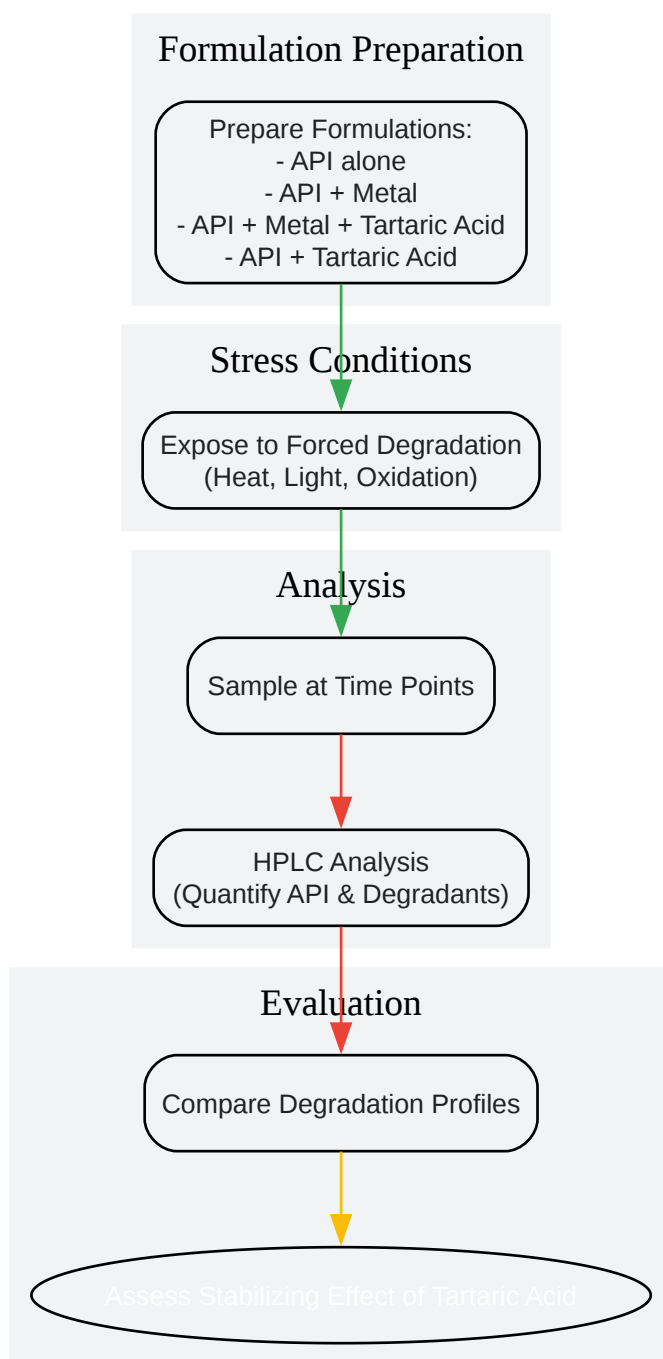 Formulation Preparation
Prepare Formulations:
- API alone
- API + Metal
- API + Metal + Tartaric Acid
- API + Tartaric Acid
Stress Conditions
Expose to Forced Degradation
(Heat, Light, Oxidation)
Analysis
Sample at Time Points
HPLC Analysis
(Quantify API & Degradants)
Evaluation
Compare Degradation Profiles
Assess Stabilizing Effect of Tartaric Acid